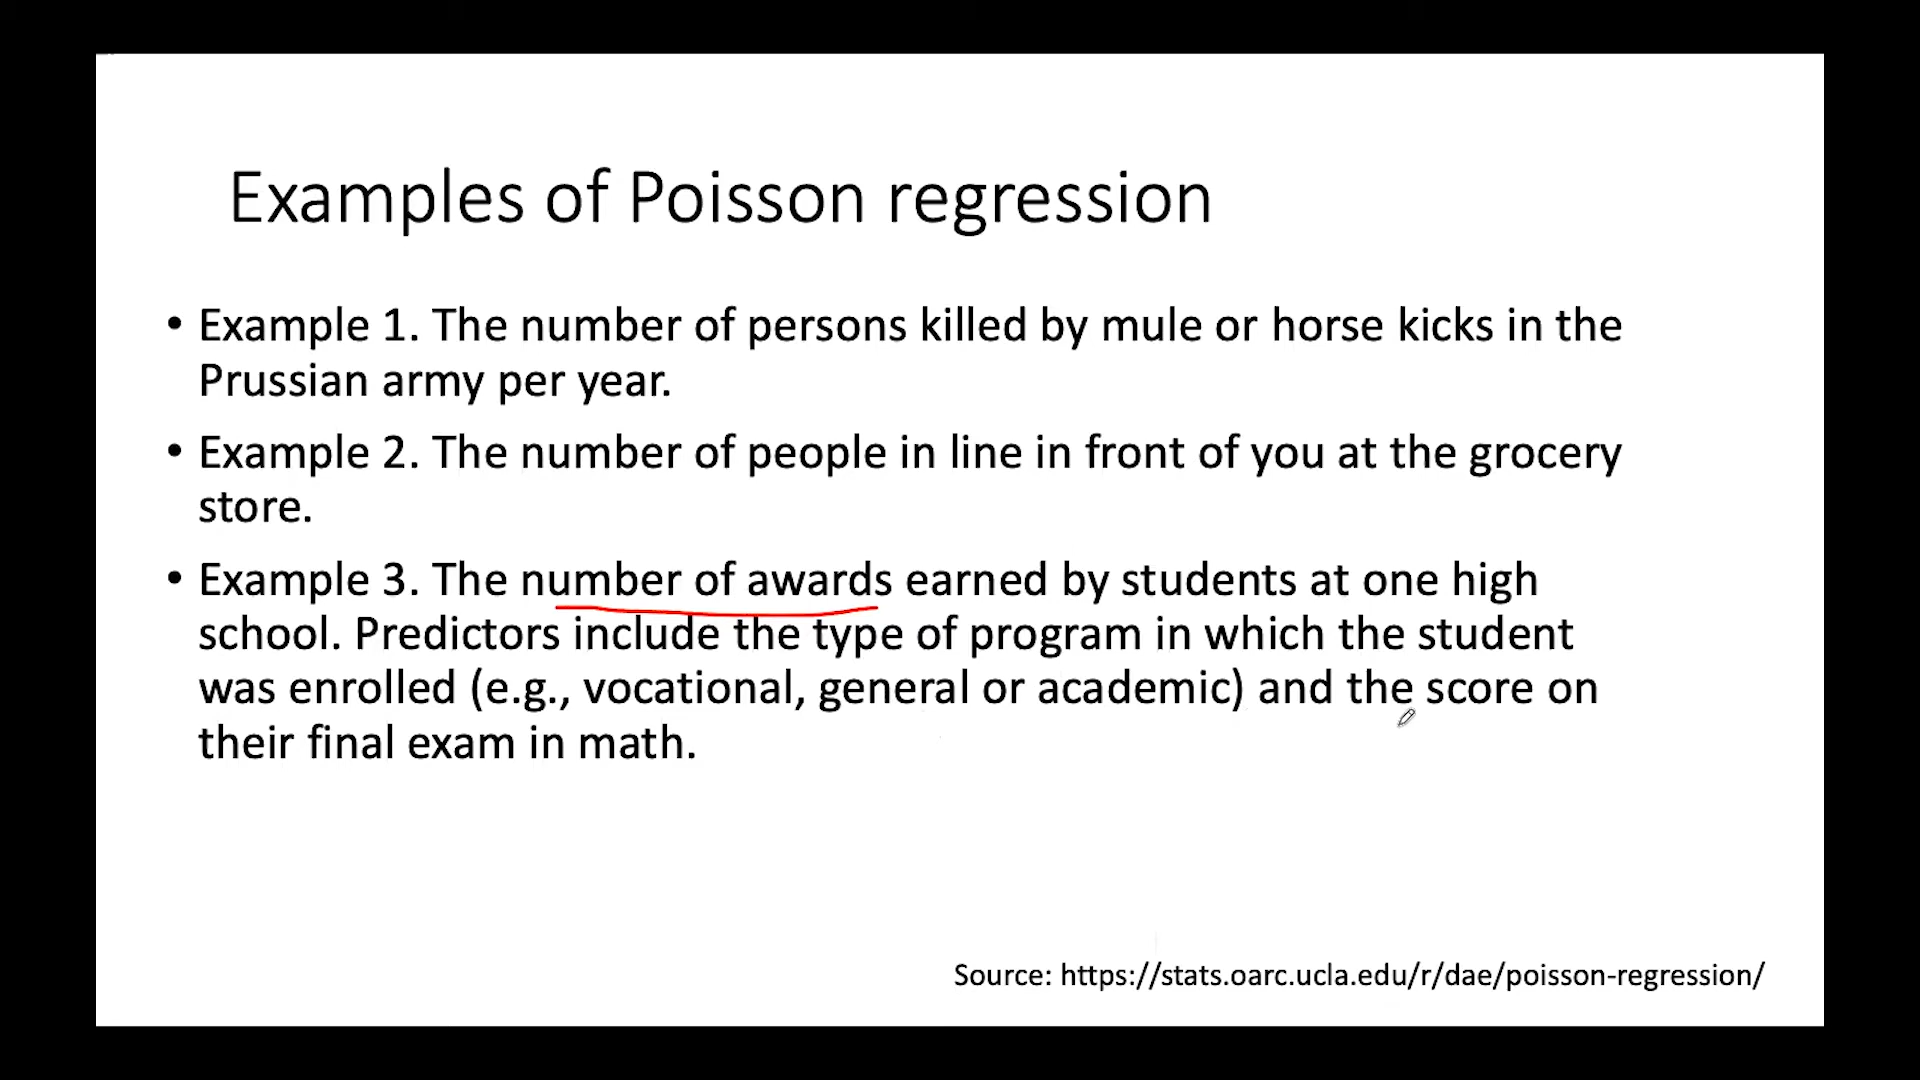 Examples of Poisson regression
• Example 1. The number of persons killed by mule or horse kicks in the
Prussian army per year.
• Example 2. The number of people in line in front of you at the grocery
store.
• Example 3. The number of awards earned by students at one high
school. Predictors include the type of program in which the student
was enrolled (e.g., vocational, general or academic) and the score on
their final exam in math.
Source: https://stats.oarc.ucla.edu/r/dae/poisson-regression/